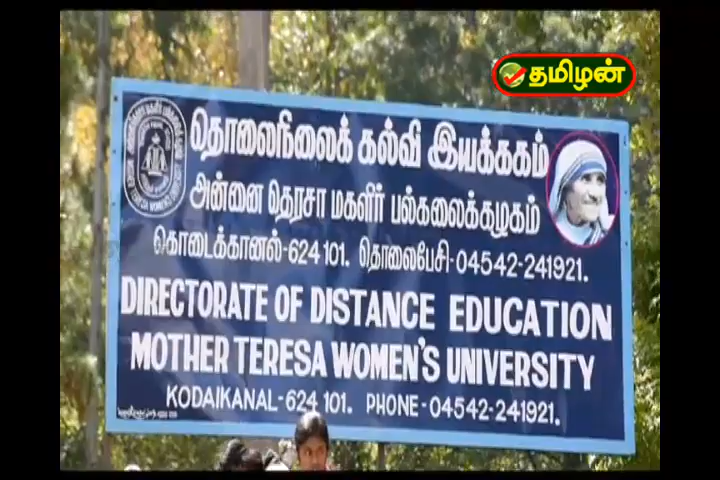 தமிழன்
தொலைநிலைக் கல்வி இயக்ககம்
அன்னை தெரசா மகளிர் பல்கலைக்கழகம்
கொடைக்கானல்-624 101. தொலைபேசி-04542-241921.
DIRECTORATE OF DISTANCE EDUCATION
MOTHER TERESA WOMEN'S UNIVERSITY
KODAIKANAL-624 101. PHONE-04542-241921.